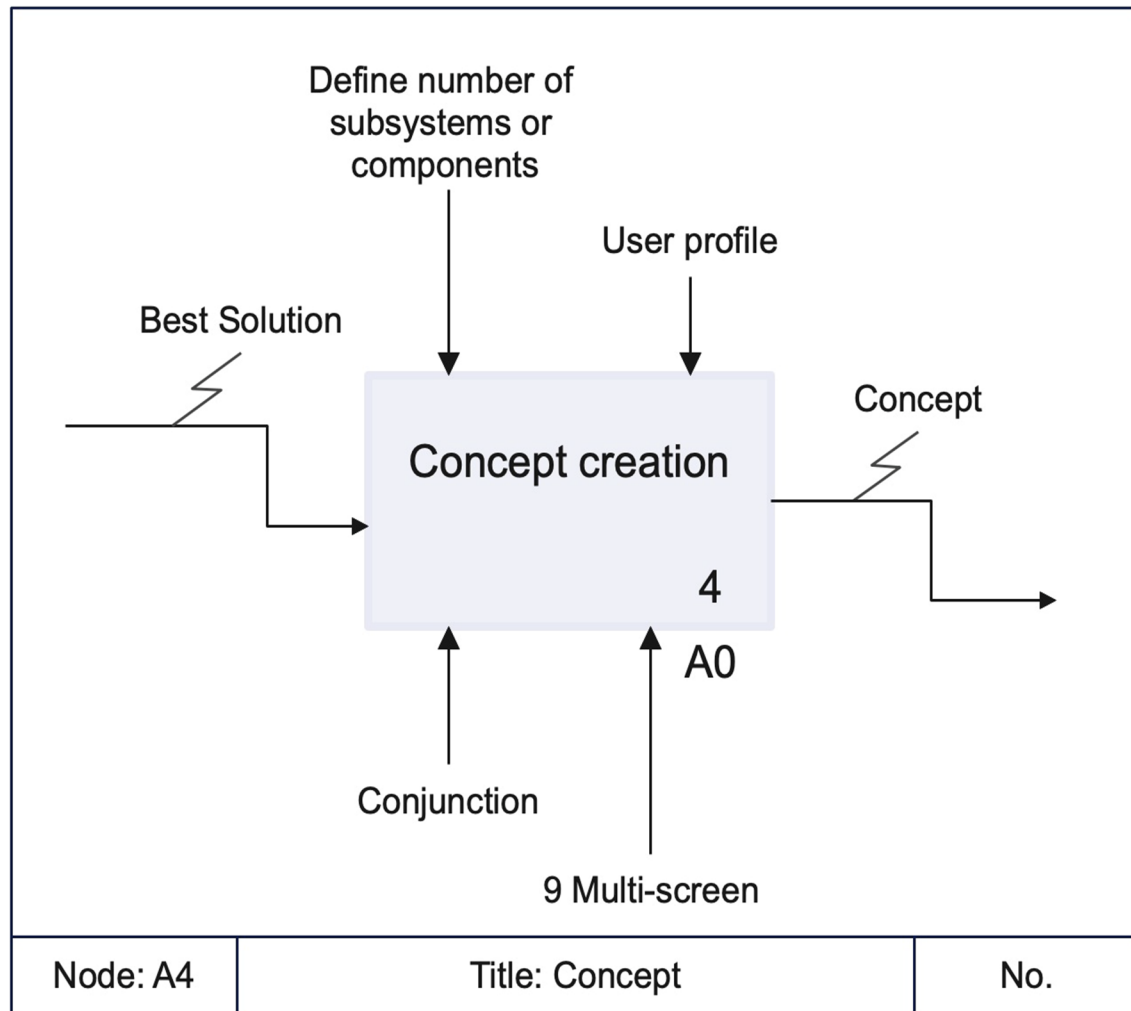 Define number of
subsystems or
components
User profile
Best Solution
Concept
Concept creation
4
A0
Conjunction
9 Multi-screen
Node: A4
Title: Concept
No.